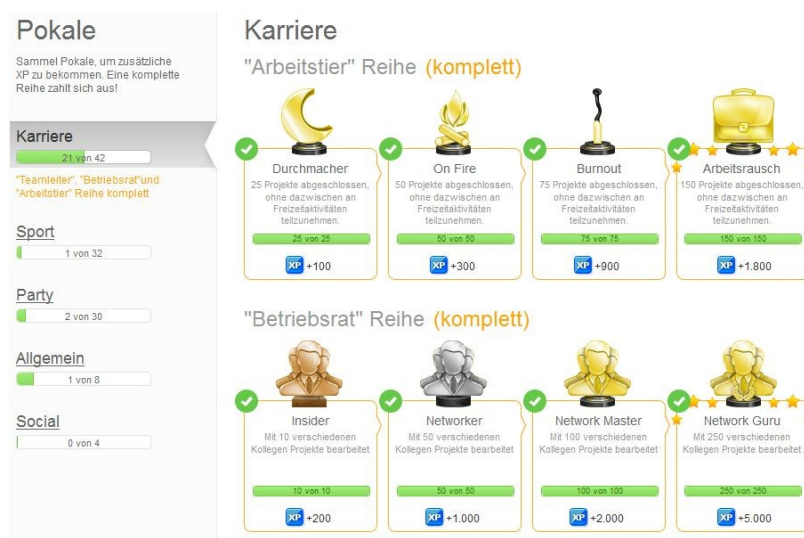 Pokale
Sammel Pokale, um zusätzliche
XP zu bekommen. Eine komplette
Reihe zahlt sich aus!
Karriere
21 von 42
"Teamleiter", "Betriebsrat"und
"Arbeitstier" Reihe komplett
Sport
1 von 32
Party
2 von 30
Allgemein
1 von 8
Social
0 von 4
Karriere
"Arbeitstier" Reihe (komplett)
Durchmacher
25 Projekte abgeschlossen,
ohne dazwischen an
Freizeitaktivitäten
teilzunehmen.
25 von 25
XP +100
On Fire
50 Projekte abgeschlossen,
ohne dazwischen an
Freizeitaktivitäten
teilzunehmen.
50 von 50
XP +300
Burnout
75 Projekte abgeschlossen,
ohne dazwischen an
Freizeitaktivitäten
teilzunehmen.
75 von 75
XP +900
Arbeitsrausch
150 Projekte abgeschlossen,
ohne dazwischen an
Freizeitaktivitäten
teilzunehmen.
150 von 150
XP +1.800
"Betriebsrat" Reihe (komplett)
Insider
Mit 10 verschiedenen
Kollegen Projekte bearbeitet
10 von 10
XP +200
Networker
Mit 50 verschiedenen
Kollegen Projekte bearbeitet
50 von 50
XP +1.000
Network Master
Mit 100 verschiedenen
Kollegen Projekte bearbeitet
100 von 100
XP +2.000
Network Guru
Mit 250 verschiedenen
Kollegen Projekte bearbeitet
250 von 250
XP +5.000